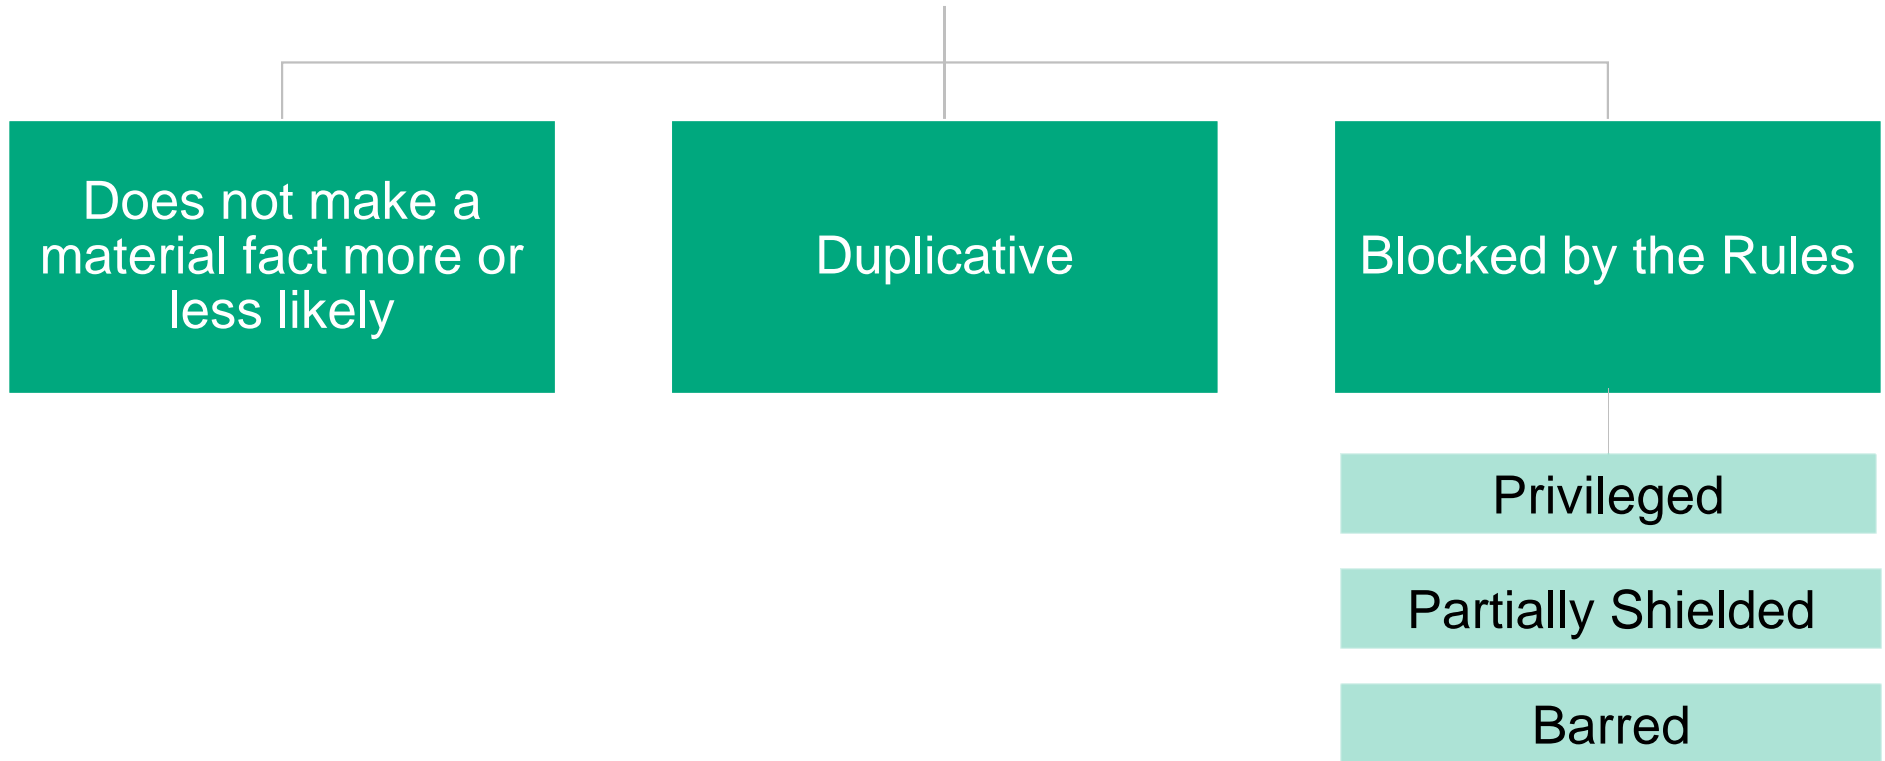 Does not make a
material fact more or
less likely
Duplicative
Blocked by the Rules
Privileged
Partially Shielded
Barred